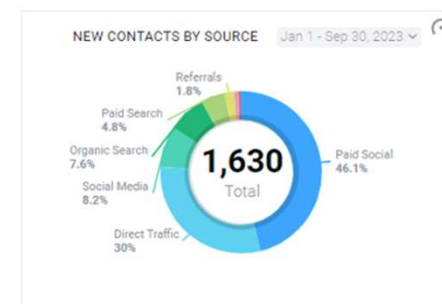 NEW CONTACTS BY SOURCE Jan 1 - Sep 30, 2023
Referrals
1.8%
Paid Search
4.8%
Organic Search
7.6%
Social Media
8.2%
Direct Traffic
30%
1,630
Total
Paid Social
46.1%